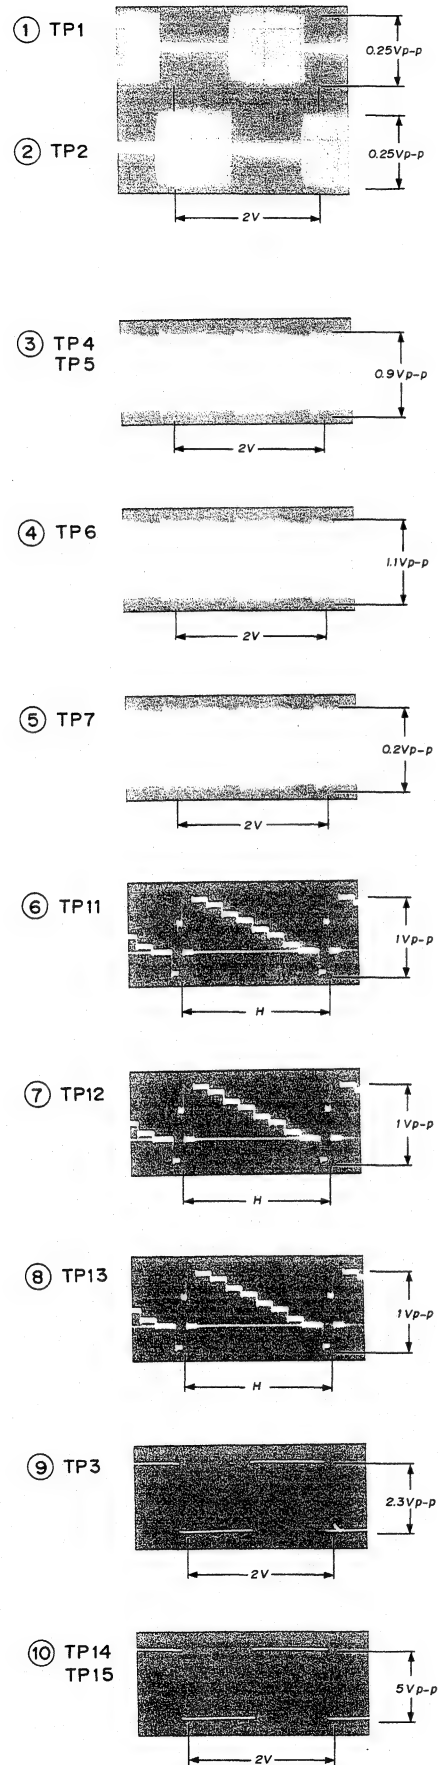 ① TP1
0.25Vp-p
② TP2
0.25Vp-p
2V
③ TP4
TP5
0.9Vp-p
2V
④ TP6
1.1Vp-p
2V
⑤ TP7
0.2Vp-p
2V
⑥ TP11
1Vp-p
H
⑦ TP12
1Vp-p
H
⑧ TP13
1Vp-p
H
⑨ TP3
2.3Vp-p
2V
⑩ TP14
TP15
5Vp-p
2V